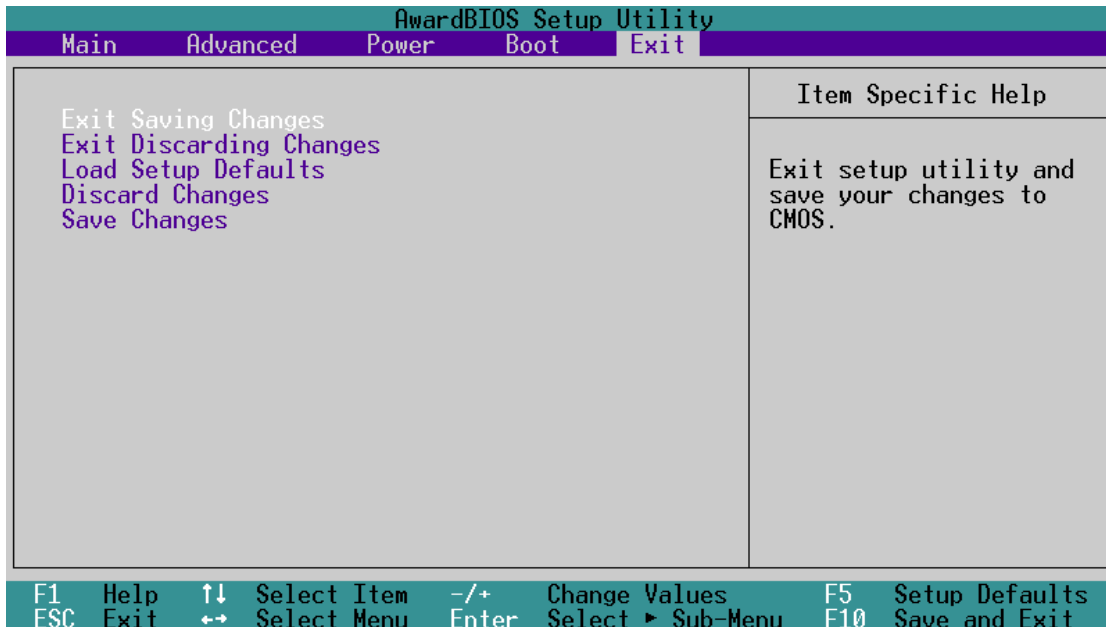 AwardBIOS Setup Utility
Main Advanced Power Boot Exit
Item Specific Help
Exit Saving Changes
Exit Discarding Changes
Load Setup Defaults
Discard Changes
Save Changes
Exit setup utility and
save your changes to
CMOS.
F1 Help ↑↓ Select Item -/+ Change Values F5 Setup Defaults
ESC Exit ←→ Select Menu Enter Select ► Sub-Menu F10 Save and Exit